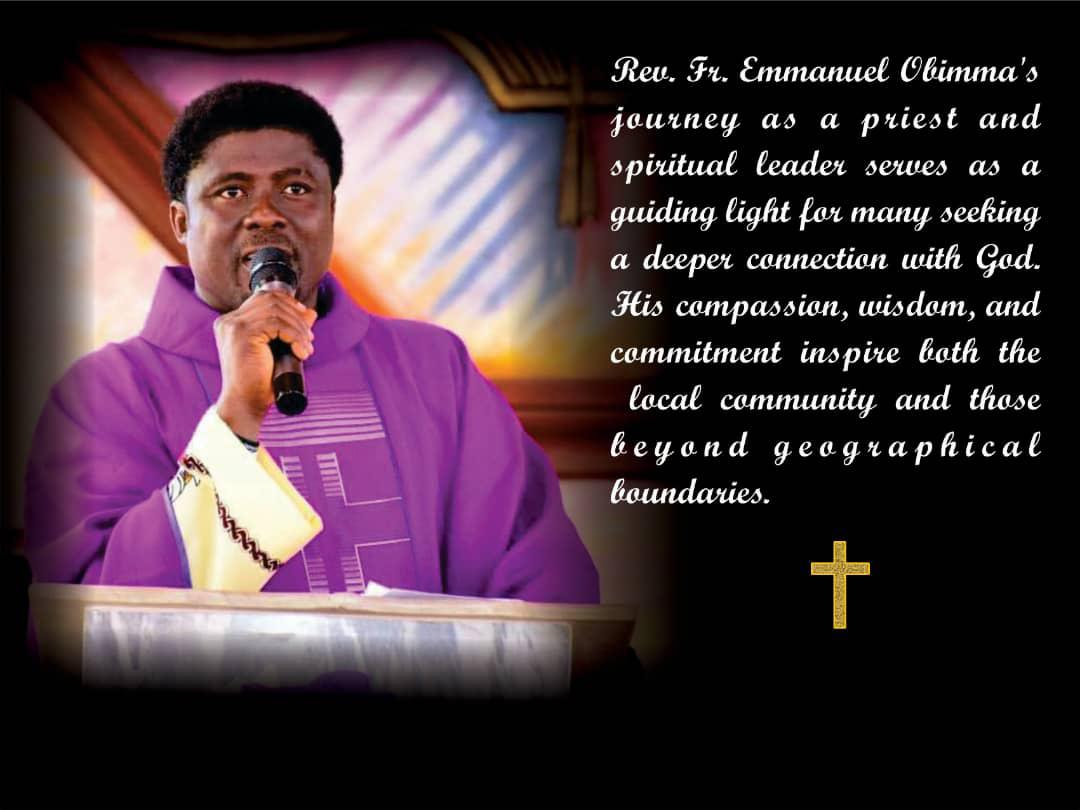 Rev. Fr. Emmanuel Obimma's
journey as a priest and
spiritual leader serves as a
guiding light for many seeking
a deeper connection with God.
His compassion, wisdom, and
commitment inspire both the
local community and those
beyond geographical
boundaries.